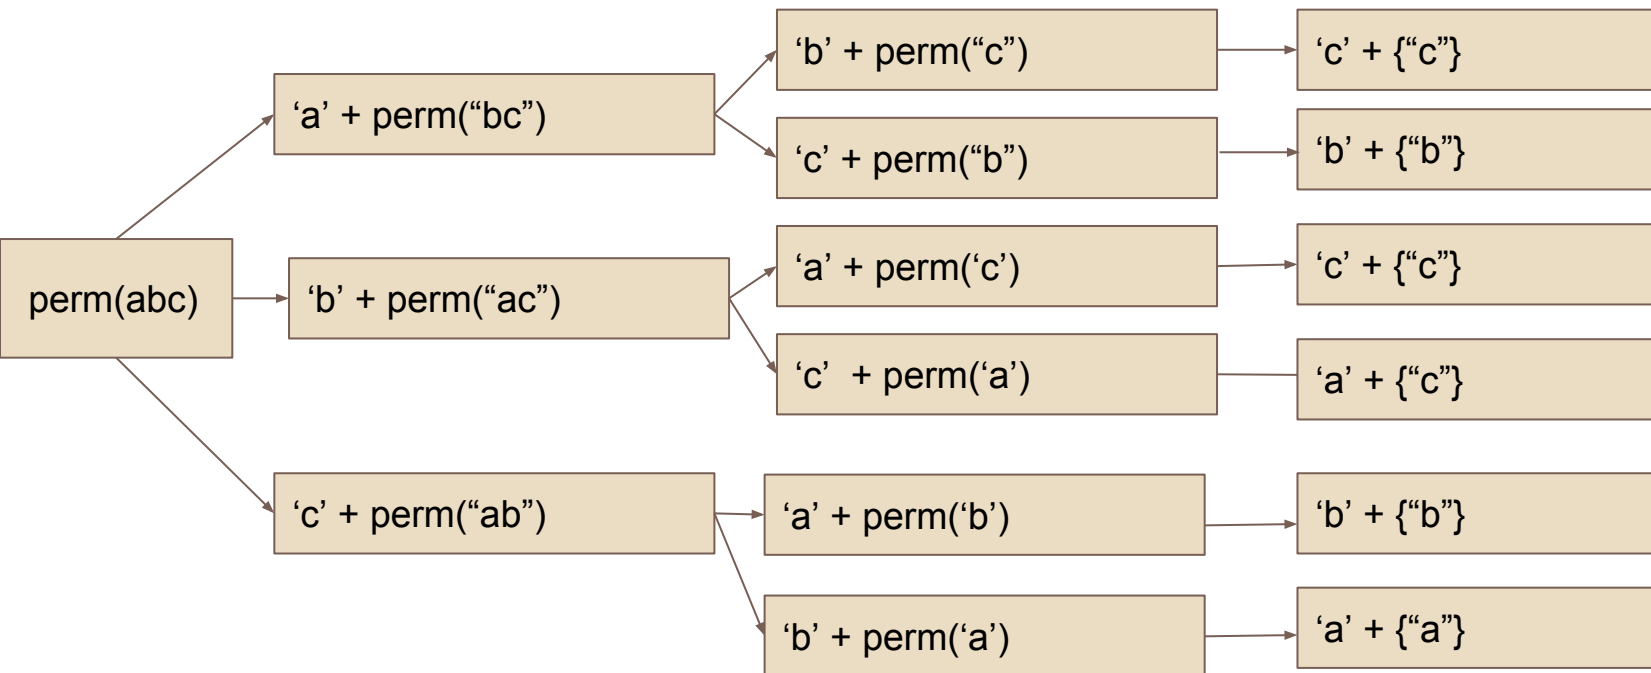 ‘b’ + perm(“c”)
‘c’ + {“c”}
‘a’ + perm(“bc”)
‘c’ + perm(“b”)
‘b’ + {“b”}
‘a’ + perm(‘c’)
‘c’ + {“c”}
perm(abc)
‘b’ + perm(“ac”)
‘c’ + perm(‘a’)
‘a’ + {“c”}
‘c’ + perm(“ab”)
‘a’ + perm(‘b’)
‘b’ + {“b”}
‘b’ + perm(‘a’)
‘a’ + {“a”}